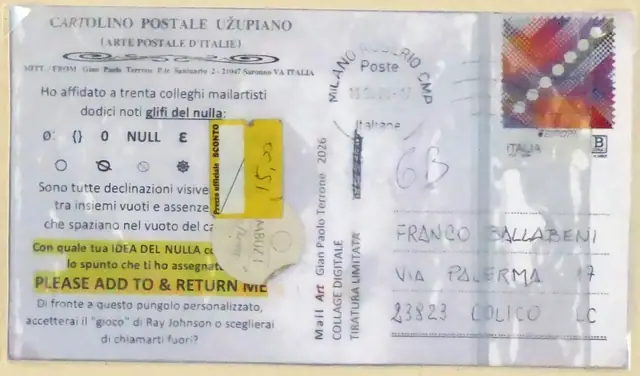 CARTOLINO POSTALE UŽUPIANO
(ARTE POSTALE D'ITALIE)
MITT. / FROM Gian Paolo Terrone P.le Santuario 2 - 21047 Saronno VA ITALIA
Ho affidato a trenta colleghi mailartisti
dodici noti glifi del nulla:
Ø: {} 0 NULL ε
Sono tutte declinazioni visive
tra insiemi vuoti e assenze
che spaziano nel vuoto del
Con quale tua IDEA DEL NULLA
lo spunto che ti ho assegnato
PLEASE ADD TO & RETURN ME
Di fronte a questo pungolo personalizzato,
accetterai il "gioco" di Ray Johnson o sceglierai
di chiamarti fuori?
Prezzo ufficiale SCONTO
15,00
Mail Art Gian Paolo Terrone 2026
COLLAGE DIGITALE
TIRATURA LIMITATA
MILANO CMP
Poste
Italiane
EUROPA
ITALIA
B
GB
FRANCO BALLABENI
VIA PALERMA 17
23823 COLICO LC